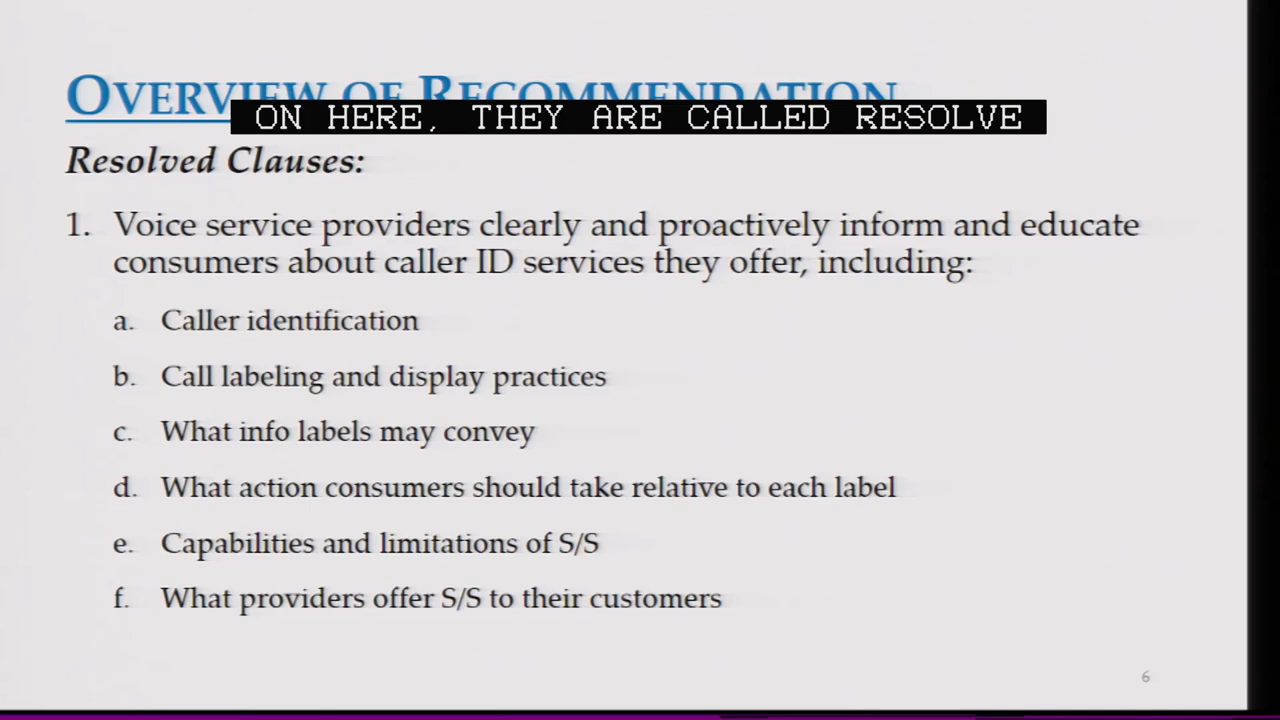 OVERVIEW OF RECOMMENDATION
ON HERE, THEY ARE CALLED RESOLVE
Resolved Clauses:
1. Voice service providers clearly and proactively inform and educate
consumers about caller ID services they offer, including:
a. Caller identification
b. Call labeling and display practices
c. What info labels may convey
d. What action consumers should take relative to each label
e. Capabilities and limitations of S/S
f. What providers offer S/S to their customers
6